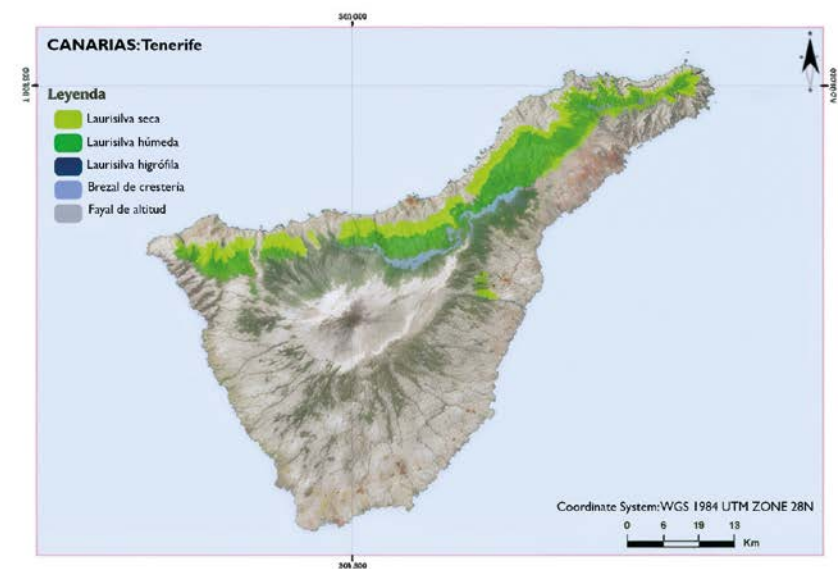 CANARIAS: Tenerife
Leyenda
Laurisilva seca
Laurisilva húmeda
Laurisilva higrófila
Brezal de crestería
Fayal de altitud
Coordinate System: WGS 1984 UTM ZONE 28N
0 6 19 13
Km